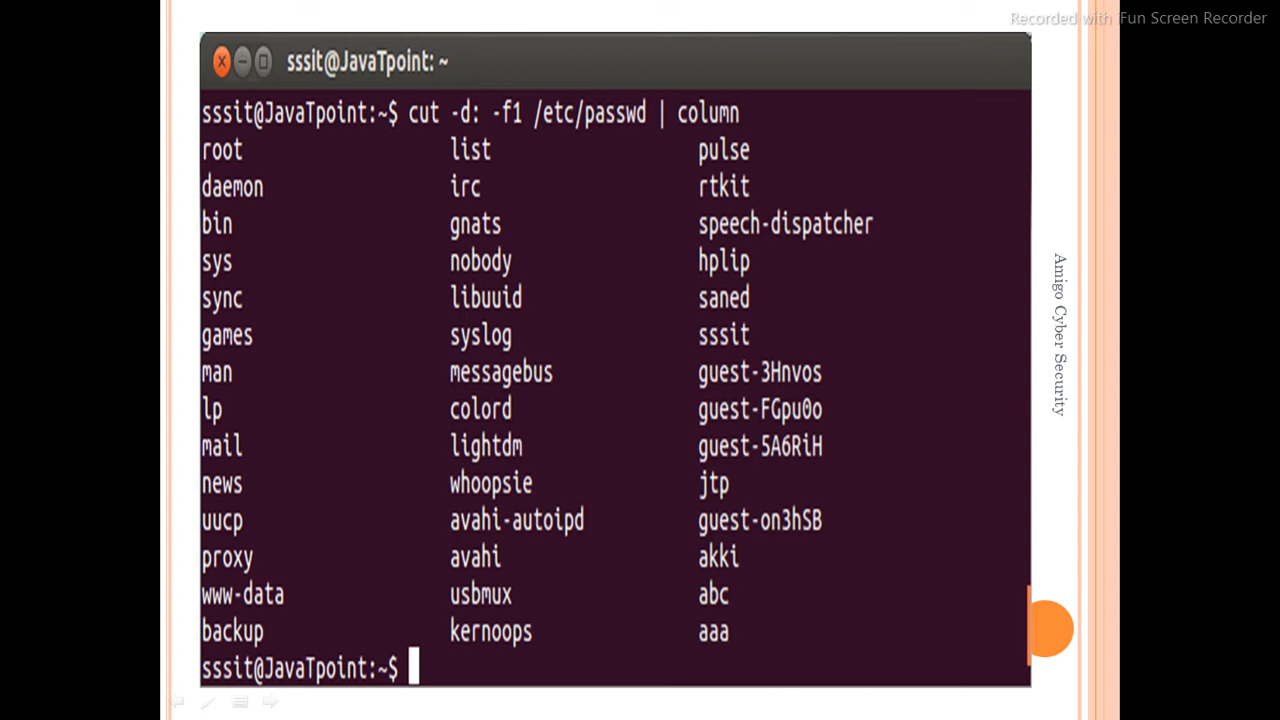 Recorded with iFun Screen Recorder
sssit@JavaTpoint: ~
sssit@JavaTpoint:~$ cut -d: -f1 /etc/passwd | column
root list pulse
daemon irc rtkit
bin gnats speech-dispatcher
sys nobody hplip
sync libuuid saned
games syslog sssit
man messagebus guest-3Hnvos
lp colord guest-FGpu0o
mail lightdm guest-5A6RiH
news whoopsie jtp
uucp avahi-autoipd guest-on3hSB
proxy avahi akki
www-data usbmux abc
backup kernoops aaa
sssit@JavaTpoint:~$
Amigo Cyber Security